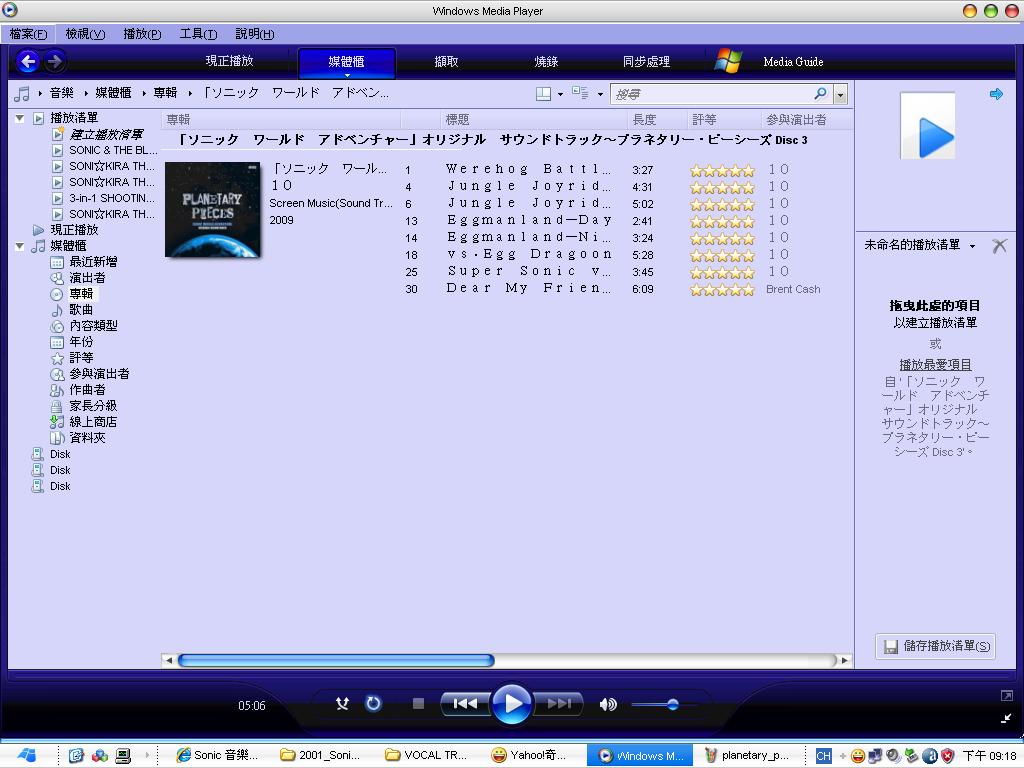 Windows Media Player
檔案(F) 檢視(V) 播放(P) 工具(T) 說明(H)
現正播放 媒體櫃 擷取 燒錄 同步處理 Media Guide
音樂 媒體櫃 專輯 「ソニック ワールド アドベン... 搜尋
播放清單
建立播放清單
SONIC & THE BL...
SONI☆KIRA TH...
SONI☆KIRA TH...
3-in-1 SHOOTIN...
SONI☆KIRA TH...
現正播放
媒體櫃
最近新增
演出者
專輯
歌曲
內容類型
年份
評等
參與演出者
作曲者
家長分級
線上商店
資料夾
Disk
Disk
Disk
專輯 標題 長度 評等 參與演出者
「ソニック ワールド アドベンチャー」オリジナル サウンドトラック～プラネタリー・ピーシーズ Disc 3
PLANETARY PIECES
「ソニック ワール...
１０
Screen Music(Sound Tr...
2009
1 Ｗｅｒｅｈｏｇ Ｂａｔｔｌ... 3:27 １０
4 Ｊｕｎｇｌｅ Ｊｏｙｒｉｄ... 4:31 １０
6 Ｊｕｎｇｌｅ Ｊｏｙｒｉｄ... 5:02 １０
13 Ｅｇｇｍａｎｌａｎｄ－Ｄａｙ 2:41 １０
14 Ｅｇｇｍａｎｌａｎｄ－Ｎｉ... 3:24 １０
18 ｖｓ．Ｅｇｇ Ｄｒａｇｏｏｎ 5:28 １０
25 Ｓｕｐｅｒ Ｓｏｎｉｃ ｖ... 3:45 １０
30 Ｄｅａｒ Ｍｙ Ｆｒｉｅｎ... 6:09 Brent Cash
未命名的播放清單
拖曳此處的項目
以建立播放清單
或
播放最愛項目
自 '「ソニック ワ
ールド アドベンチ
ャー」オリジナル
サウンドトラック～
プラネタリー・ピー
シーズ Disc 3'。
儲存播放清單(S)
05:06
Sonic 音樂... 2001_Soni... VOCAL TR... Yahoo!奇... Windows M... planetary_p... CH 下午 09:18